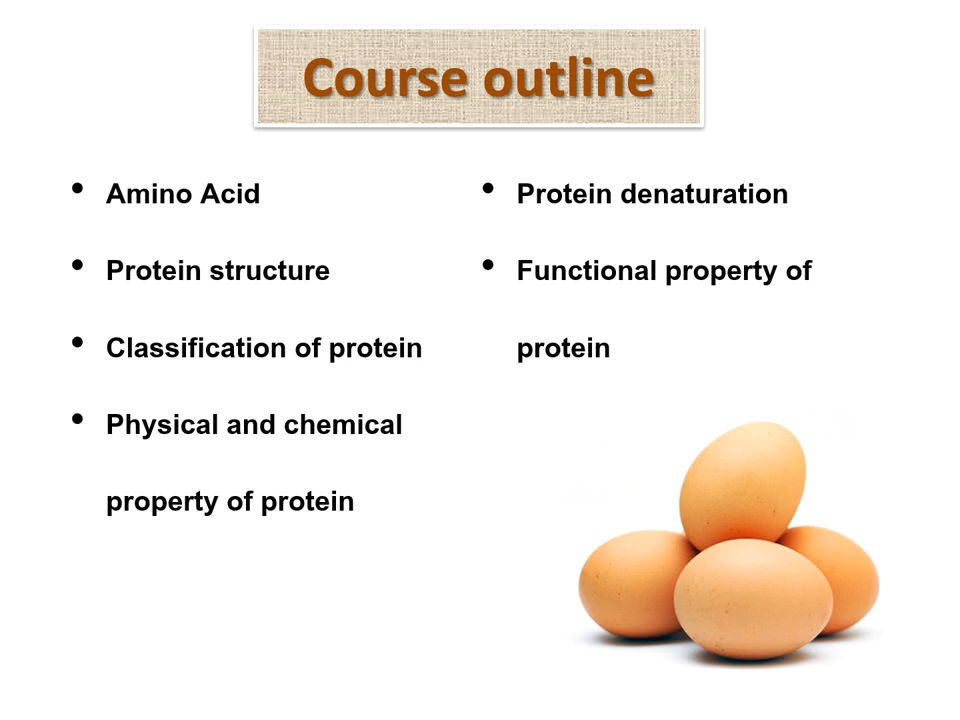 Course outline
• Amino Acid
• Protein structure
• Classification of protein
• Physical and chemical
property of protein
• Protein denaturation
• Functional property of
protein